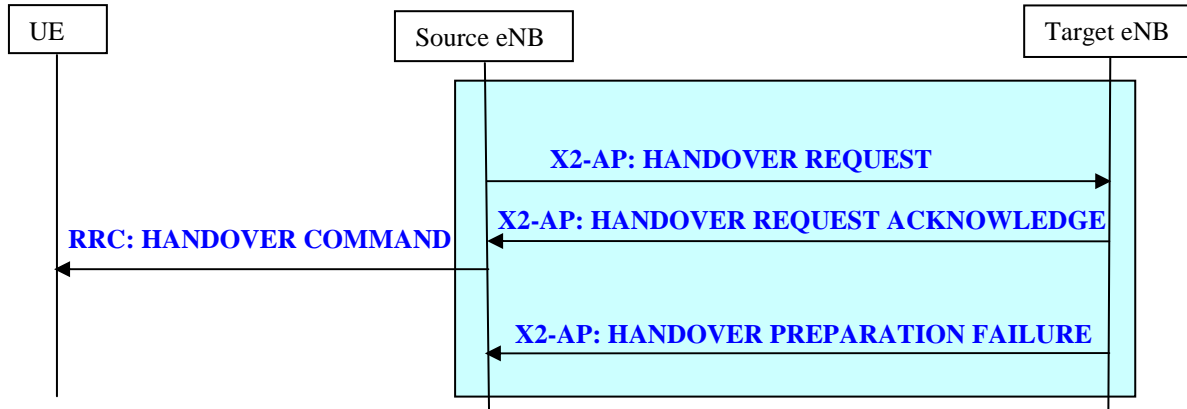 UE
Source eNB
Target eNB
X2-AP: HANDOVER REQUEST
X2-AP: HANDOVER REQUEST ACKNOWLEDGE
RRC: HANDOVER COMMAND
X2-AP: HANDOVER PREPARATION FAILURE